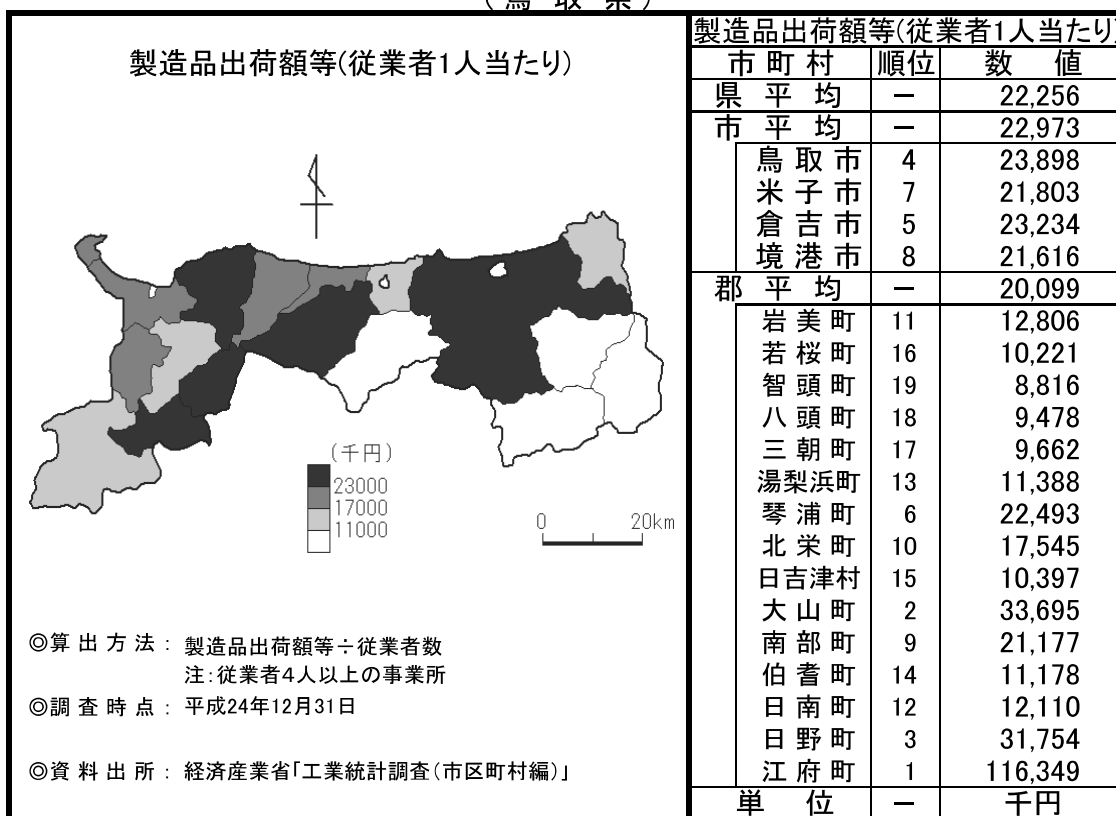 (鳥 取 県)
製造品出荷額等(従業者1人当たり)
(千円)
23000
17000
11000
0 20km
◎算 出 方 法 : 製造品出荷額等÷従業者数
注:従業者4人以上の事業所
◎調 査 時 点 : 平成24年12月31日
◎資 料 出 所 : 経済産業省「工業統計調査(市区町村編)」
製造品出荷額等(従業者1人当たり)
市 町 村 順位 数 値
県 平 均 － 22,256
市 平 均 － 22,973
鳥 取 市 4 23,898
米 子 市 7 21,803
倉 吉 市 5 23,234
境 港 市 8 21,616
郡 平 均 － 20,099
岩 美 町 11 12,806
若 桜 町 16 10,221
智 頭 町 19 8,816
八 頭 町 18 9,478
三 朝 町 17 9,662
湯梨浜町 13 11,388
琴 浦 町 6 22,493
北 栄 町 10 17,545
日吉津村 15 10,397
大 山 町 2 33,695
南 部 町 9 21,177
伯 耆 町 14 11,178
日 南 町 12 12,110
日 野 町 3 31,754
江 府 町 1 116,349
単 位 － 千円